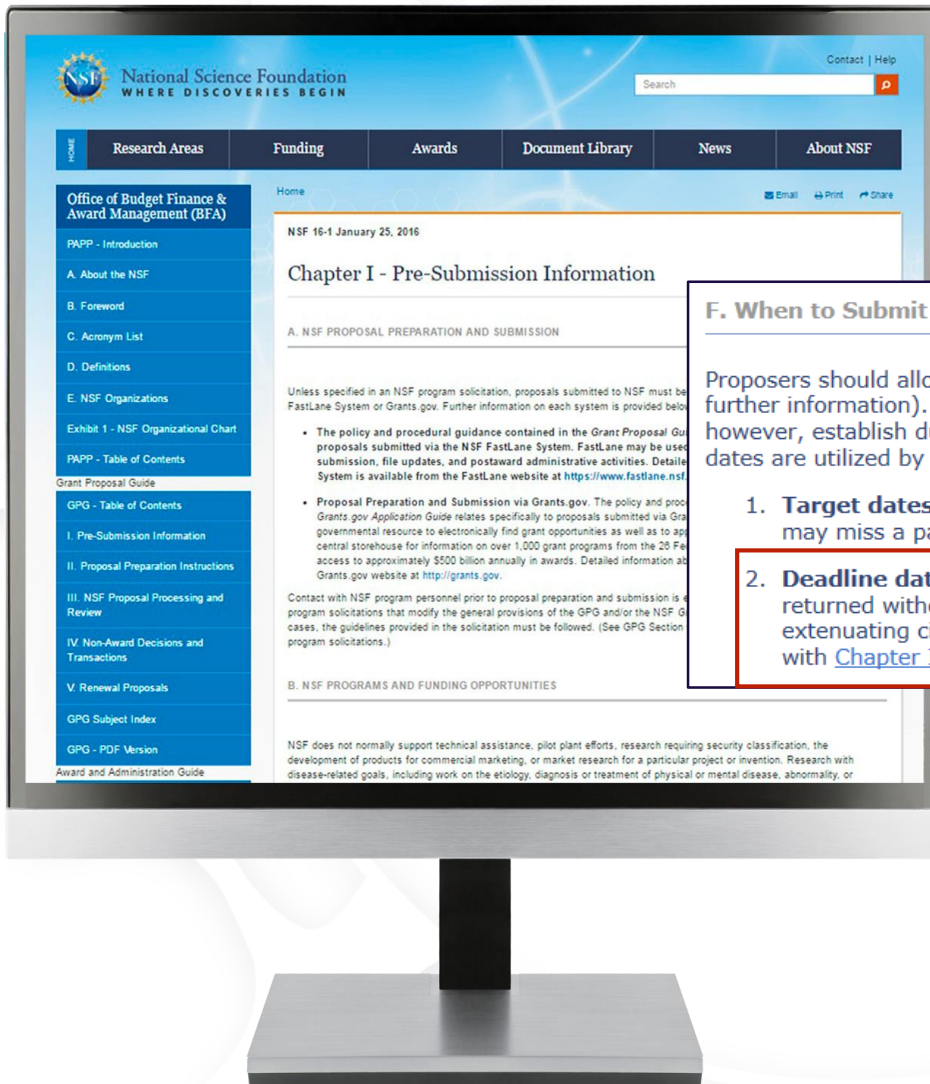 Contact | Help
NSF
National Science Foundation
WHERE DISCOVERIES BEGIN
Search
HOME
Research Areas
Funding
Awards
Document Library
News
About NSF
Office of Budget Finance &
Award Management (BFA)
PAPP - Introduction
A. About the NSF
B. Foreword
C. Acronym List
D. Definitions
E. NSF Organizations
Exhibit 1 - NSF Organizational Chart
PAPP - Table of Contents
Grant Proposal Guide
GPG - Table of Contents
I. Pre-Submission Information
II. Proposal Preparation Instructions
III. NSF Proposal Processing and
Review
IV. Non-Award Decisions and
Transactions
V. Renewal Proposals
GPG Subject Index
GPG - PDF Version
Award and Administration Guide
Home
Email Print Share
NSF 16-1 January 25, 2016
Chapter I - Pre-Submission Information
A. NSF PROPOSAL PREPARATION AND SUBMISSION
Unless specified in an NSF program solicitation, proposals submitted to NSF must be
FastLane System or Grants.gov. Further information on each system is provided
• The policy and procedural guidance contained in the Grant Proposal
proposals submitted via the NSF FastLane System. FastLane may be used
submission, file updates, and postaward administrative activities.
System is available from the FastLane website at https://www.fastlane.nsf.
• Proposal Preparation and Submission via Grants.gov. The policy and
Grants.gov Application Guide relates specifically to proposals submitted via
governmental resource to electronically find grant opportunities as well as to
central storehouse for information on over 1,000 grant programs from the 26
access to approximately $500 billion annually in awards. Detailed information
Grants.gov website at http://grants.gov.
Contact with NSF program personnel prior to proposal preparation and submission is
program solicitations that modify the general provisions of the GPG and/or the NSF
cases, the guidelines provided in the solicitation must be followed. (See GPG Section
program solicitations.)
B. NSF PROGRAMS AND FUNDING OPPORTUNITIES
NSF does not normally support technical assistance, pilot plant efforts, research requiring security classification, the
development of products for commercial marketing, or market research for a particular project or invention. Research with
disease-related goals, including work on the etiology, diagnosis or treatment of physical or mental disease, abnormality, or
F. When to Submit
Proposers should
further information).
however, establish
dates are utilized by
1. Target dates
may miss a
2. Deadline
returned
extenuating
with Chapter